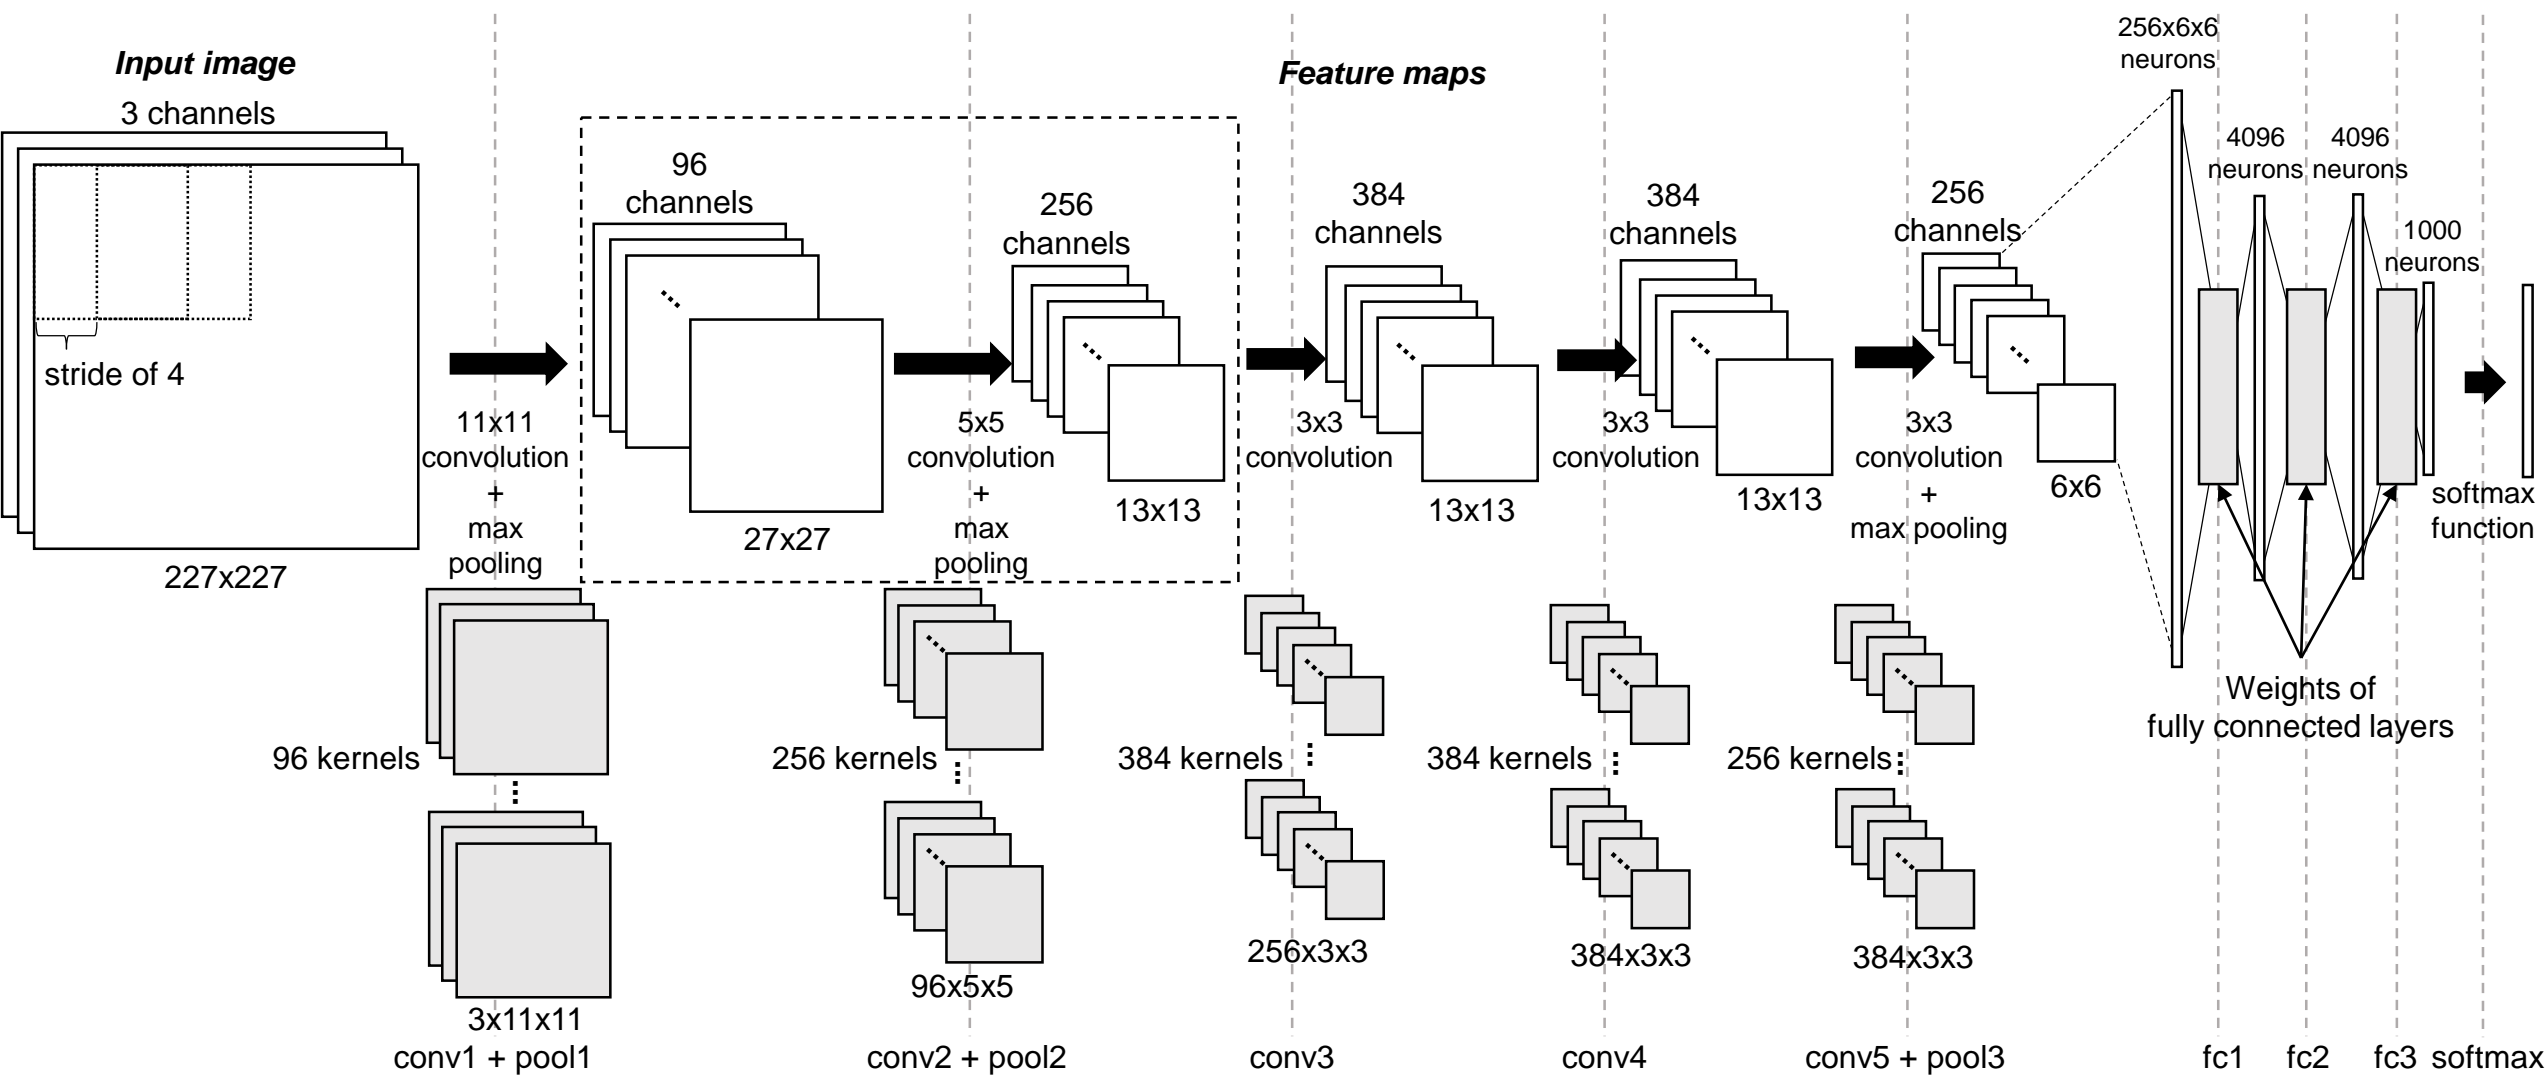 Input image
3 channels
stride of 4
227x227
11x11
convolution
+
max
pooling
96 kernels
3x11x11
conv1 + pool1
Feature maps
96
channels
27x27
5x5
convolution
+
max
pooling
256 kernels
96x5x5
conv2 + pool2
256
channels
13x13
3x3
convolution
384 kernels
256x3x3
conv3
384
channels
13x13
3x3
convolution
384 kernels
384x3x3
conv4
384
channels
13x13
3x3
convolution
+
max pooling
256 kernels
384x3x3
conv5 + pool3
256
channels
6x6
256x6x6
neurons
4096
neurons
4096
neurons
1000
neurons
softmax
function
Weights of
fully connected layers
fc1
fc2
fc3
softmax